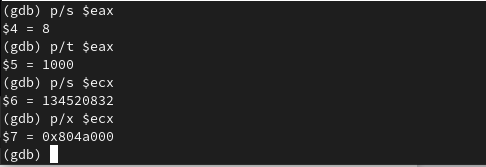 (gdb) p/s $eax
$4 = 8
(gdb) p/t $eax
$5 = 1000
(gdb) p/s $ecx
$6 = 134520832
(gdb) p/x $ecx
$7 = 0x804a000
(gdb)